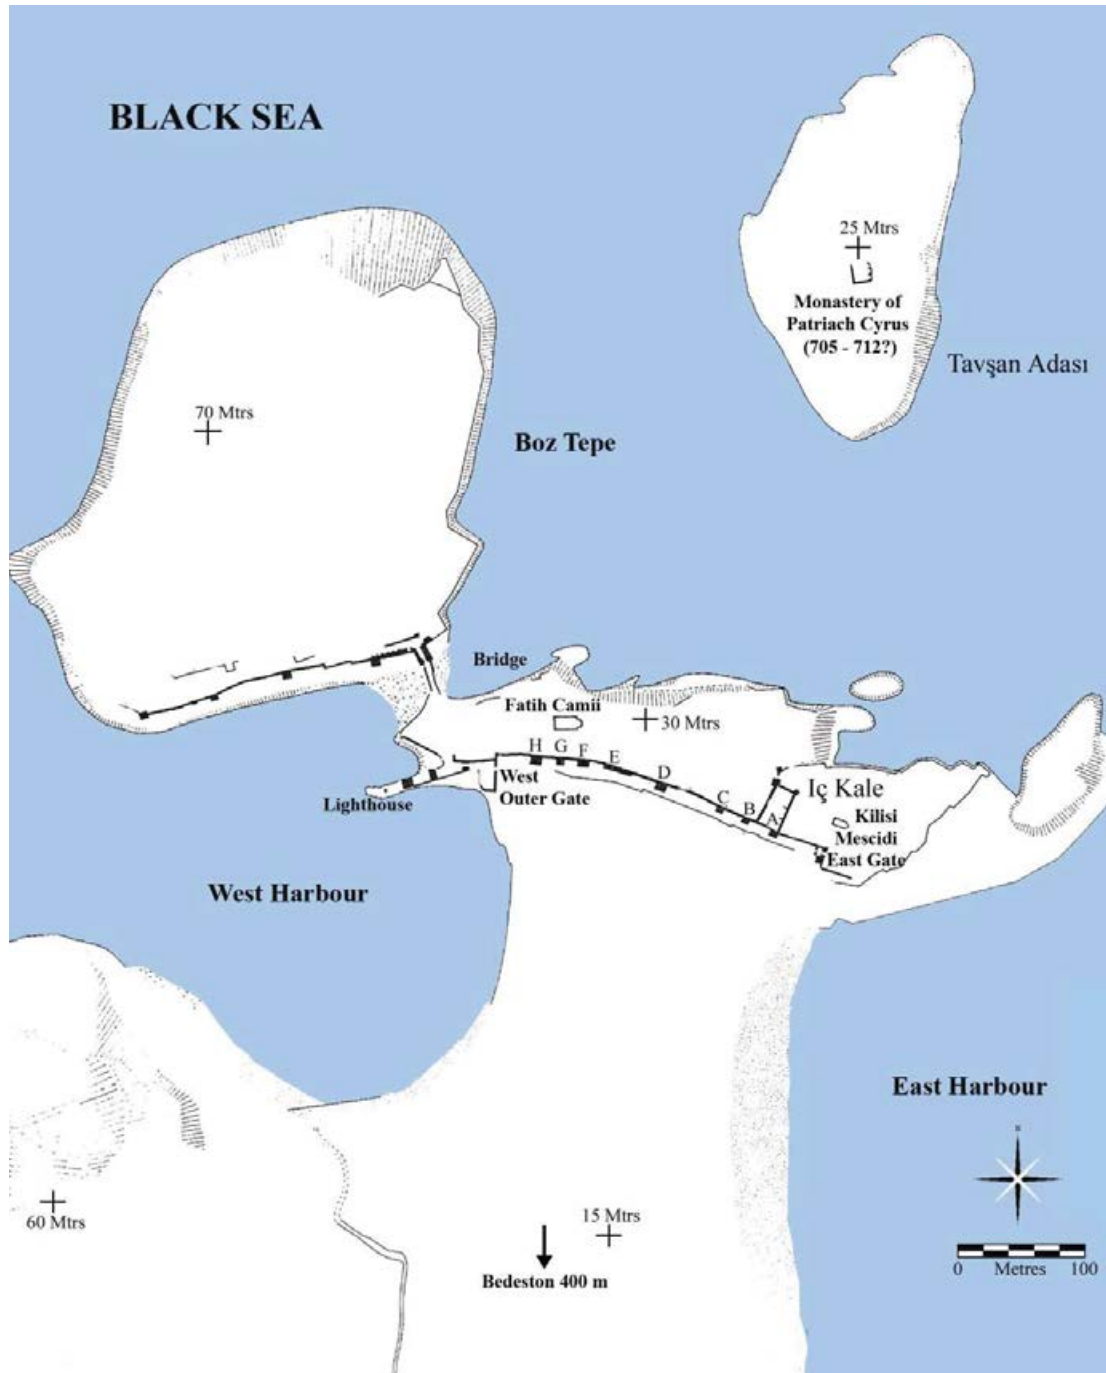 BLACK SEA
25 Mtrs
Monastery of
Patriach Cyrus
(705 - 712?)
Tavşan Adası
70 Mtrs
Boz Tepe
Bridge
Fatih Camii
30 Mtrs
H G F E D C B A
West
Outer Gate
Lighthouse
Iç Kale
Kilisi
Mescidi
East Gate
West Harbour
East Harbour
N
60 Mtrs
15 Mtrs
Bedeston 400 m
0 Metres 100